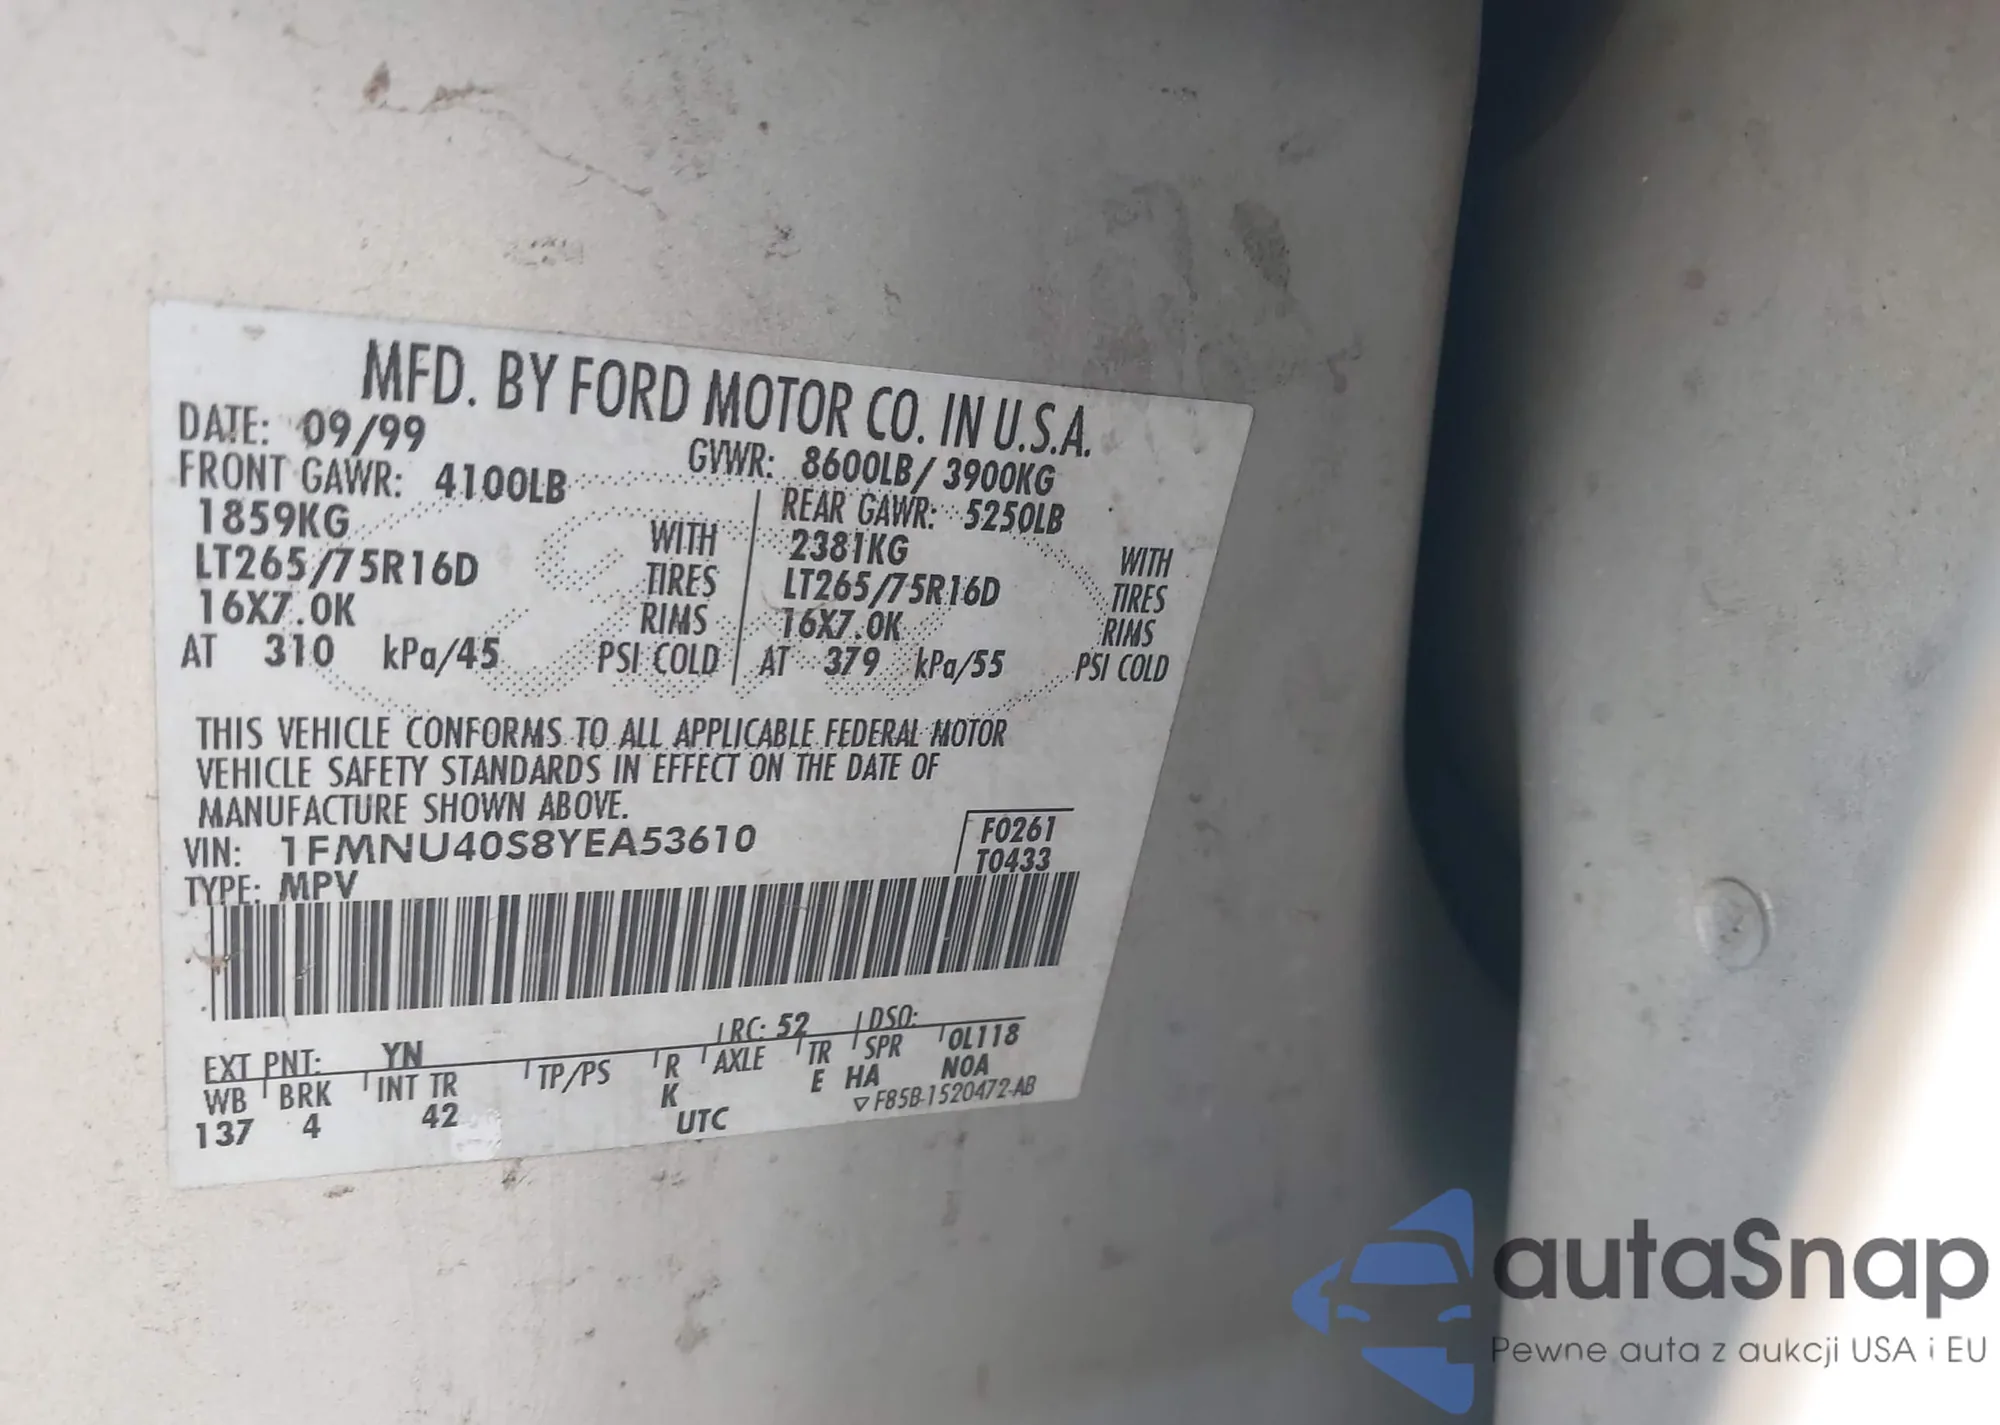 MFD. BY FORD MOTOR CO. IN U.S.A.
DATE: 09/99 GVWR: 8600LB/ 3900KG
FRONT GAWR: 4100LB REAR GAWR: 5250LB
1859KG WITH 2381KG WITH
LT265/75R16D TIRES LT265/75R16D TIRES
16X7.0K RIMS 16X7.0K RIMS
AT 310 kPa/45 PSI COLD AT 379 kPa/55 PSI COLD
THIS VEHICLE CONFORMS TO ALL APPLICABLE FEDERAL MOTOR
VEHICLE SAFETY STANDARDS IN EFFECT ON THE DATE OF
MANUFACTURE SHOWN ABOVE.
VIN: 1FMNU40S8YEA53610 F0261
TYPE: MPV T0433
EXT PNT: YN RC: 52 DSO:
WB BRK INT TR TP/PS R AXLE TR SPR OL118
137 4 42 K UTC E HA NOA
▽ F85B-1520472-AB
autaSnap
Pewne auta z aukcji USA i EU